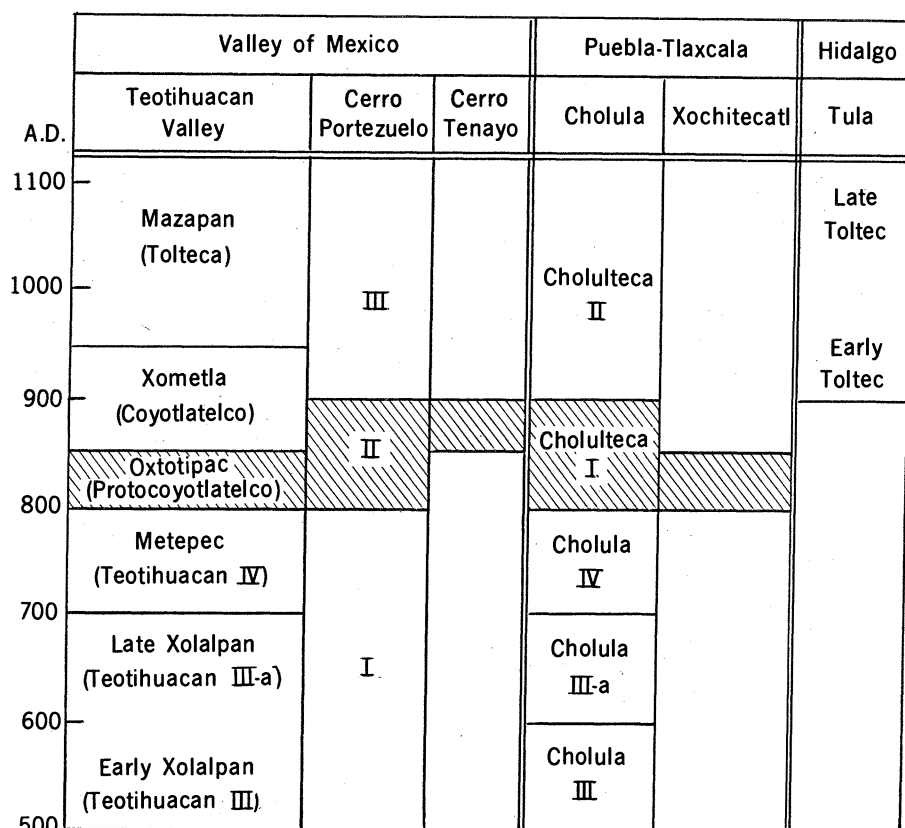 Valley of Mexico
Puebla-Tlaxcala
Hidalgo
A.D.
Teotihuacan
Valley
Cerro
Portezuelo
Cerro
Tenayo
Cholula
Xochitecatl
Tula
1100
Mazapan
(Tolteca)
Late
Toltec
1000
III
Cholulteca
II
Early
Toltec
900
Xometla
(Coyotlatelco)
II
Cholulteca
I
Oxtotipac
(Protocoyotlatelco)
800
Metepec
(Teotihuacan IV)
Cholula
IV
700
Late Xolalpan
(Teotihuacan III-a)
I
Cholula
III-a
600
Early Xolalpan
(Teotihuacan III)
Cholula
III
500